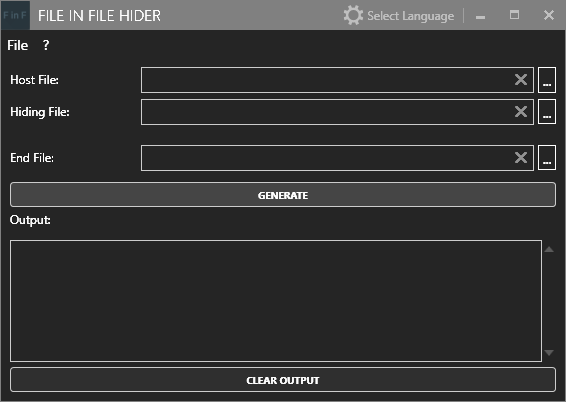 F in F FILE IN FILE HIDER Select Language
File ?
Host File: ...
Hiding File: ...
End File: ...
GENERATE
Output:
CLEAR OUTPUT